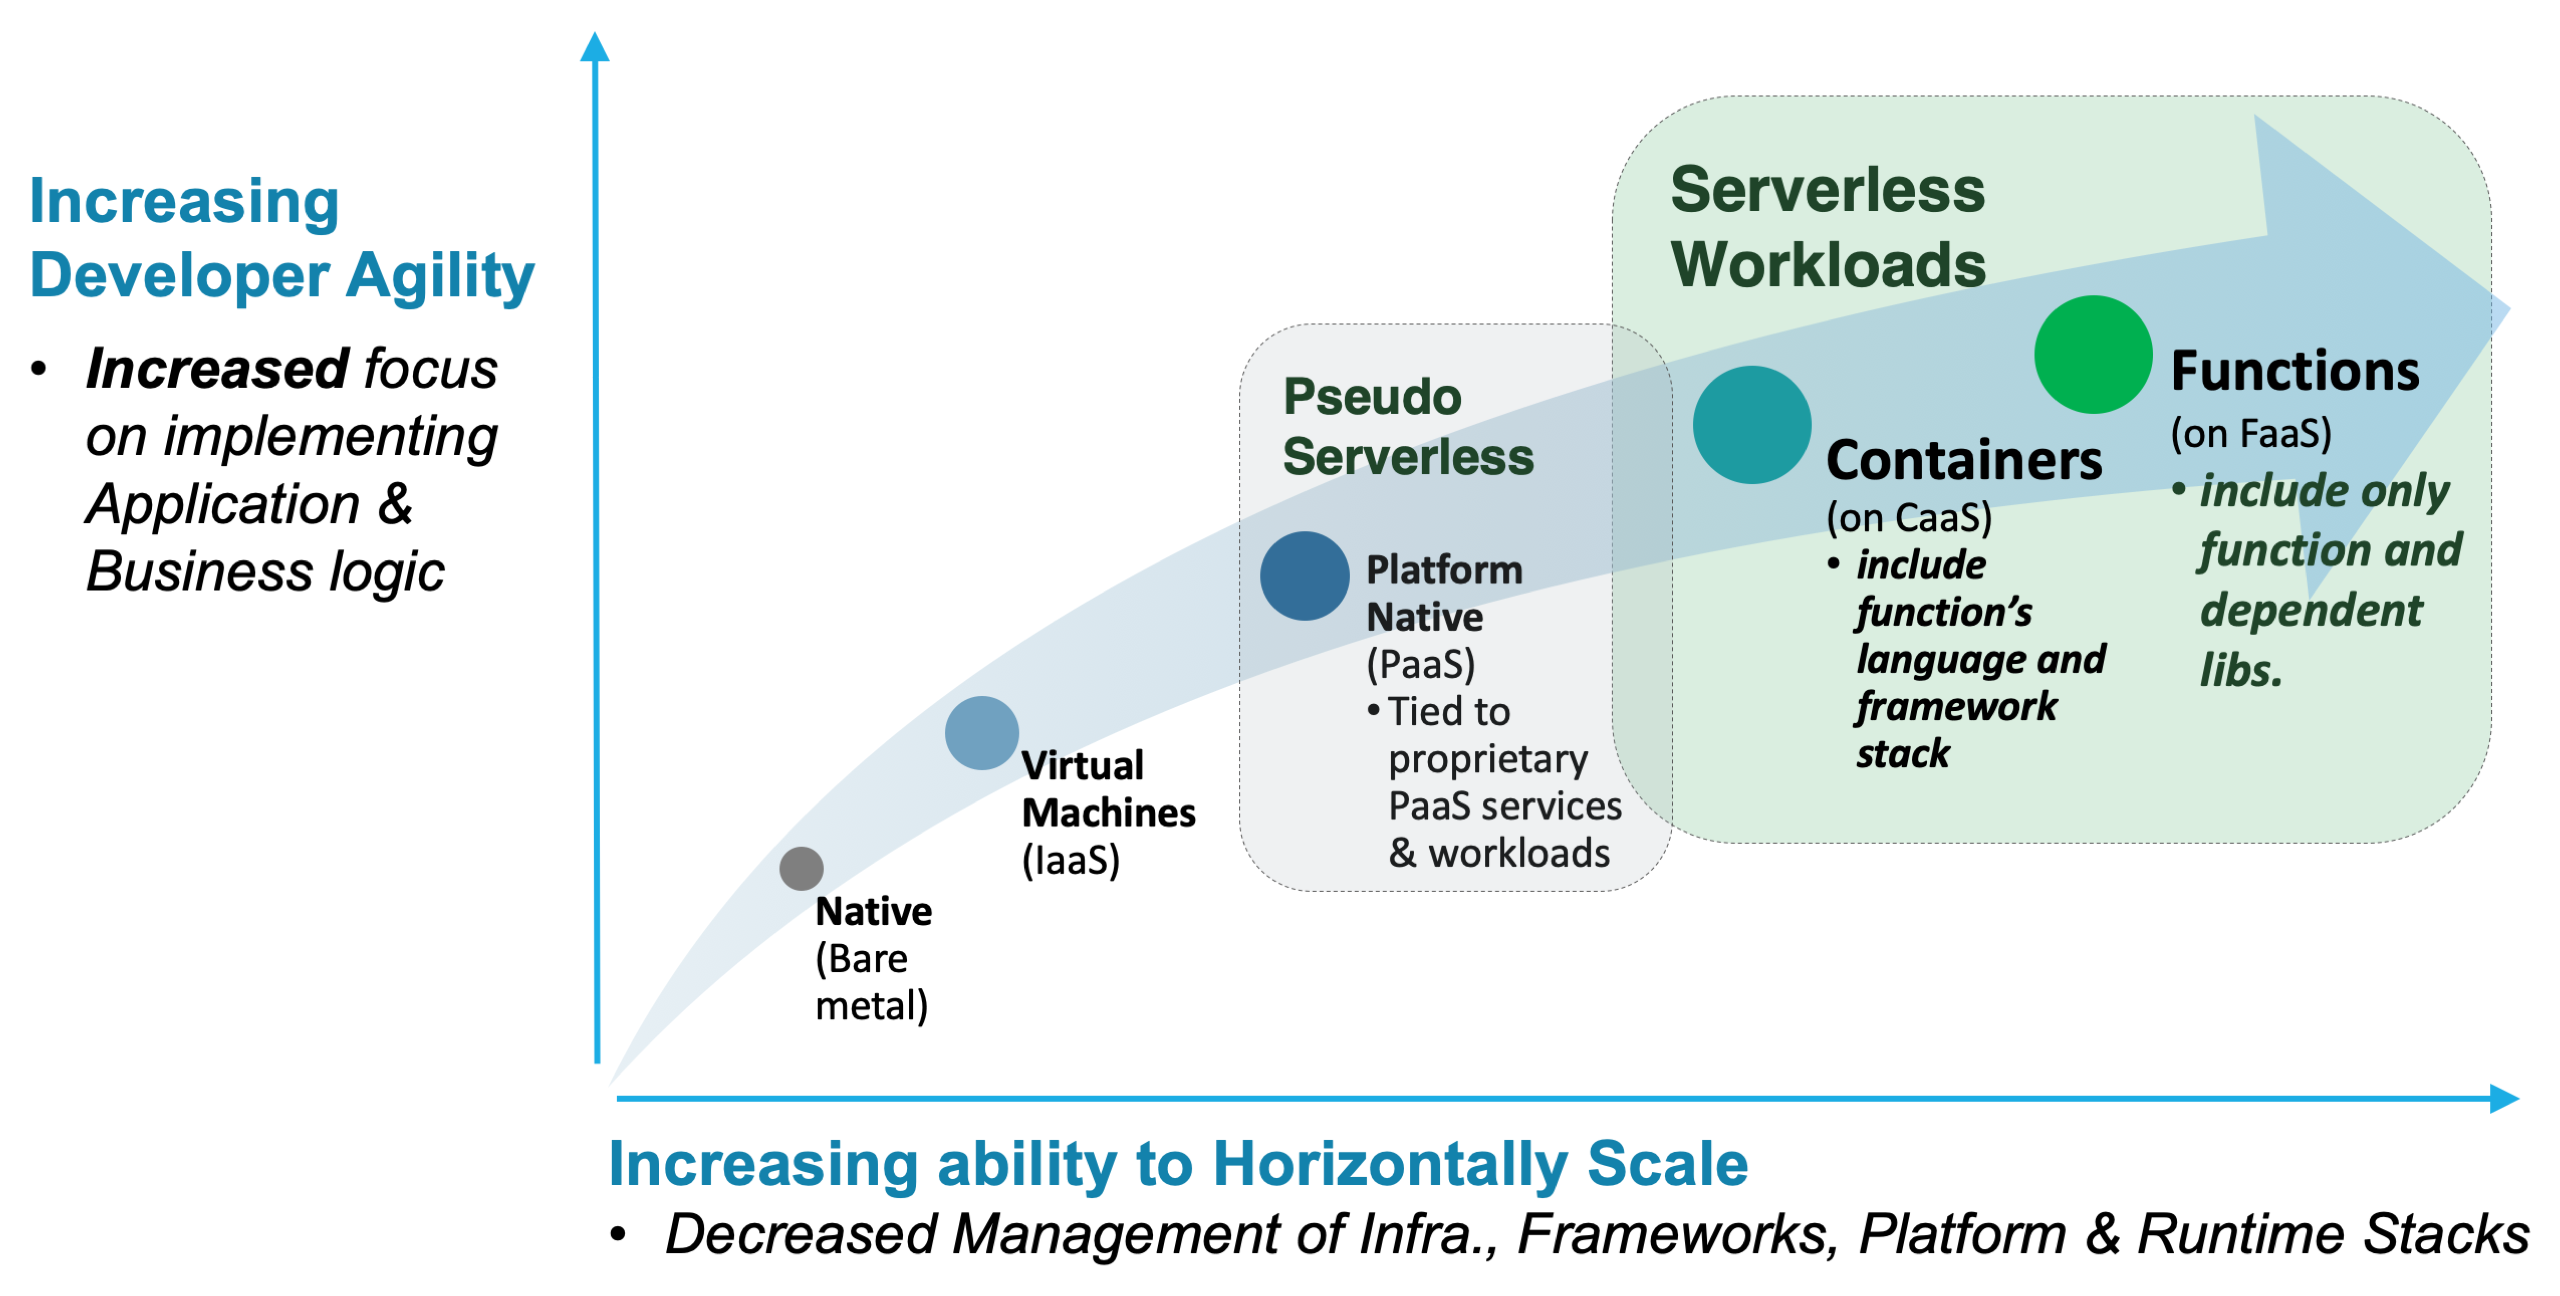 Increasing
Developer Agility
• Increased focus
on implementing
Application &
Business logic
Serverless
Workloads
Pseudo
Serverless
Functions
(on FaaS)
• include only
function and
dependent
libs.
Containers
(on CaaS)
• include
function’s
language and
framework
stack
Platform
Native
(PaaS)
• Tied to
proprietary
PaaS services
& workloads
Virtual
Machines
(IaaS)
Native
(Bare
metal)
Increasing ability to Horizontally Scale
• Decreased Management of Infra., Frameworks, Platform & Runtime Stacks